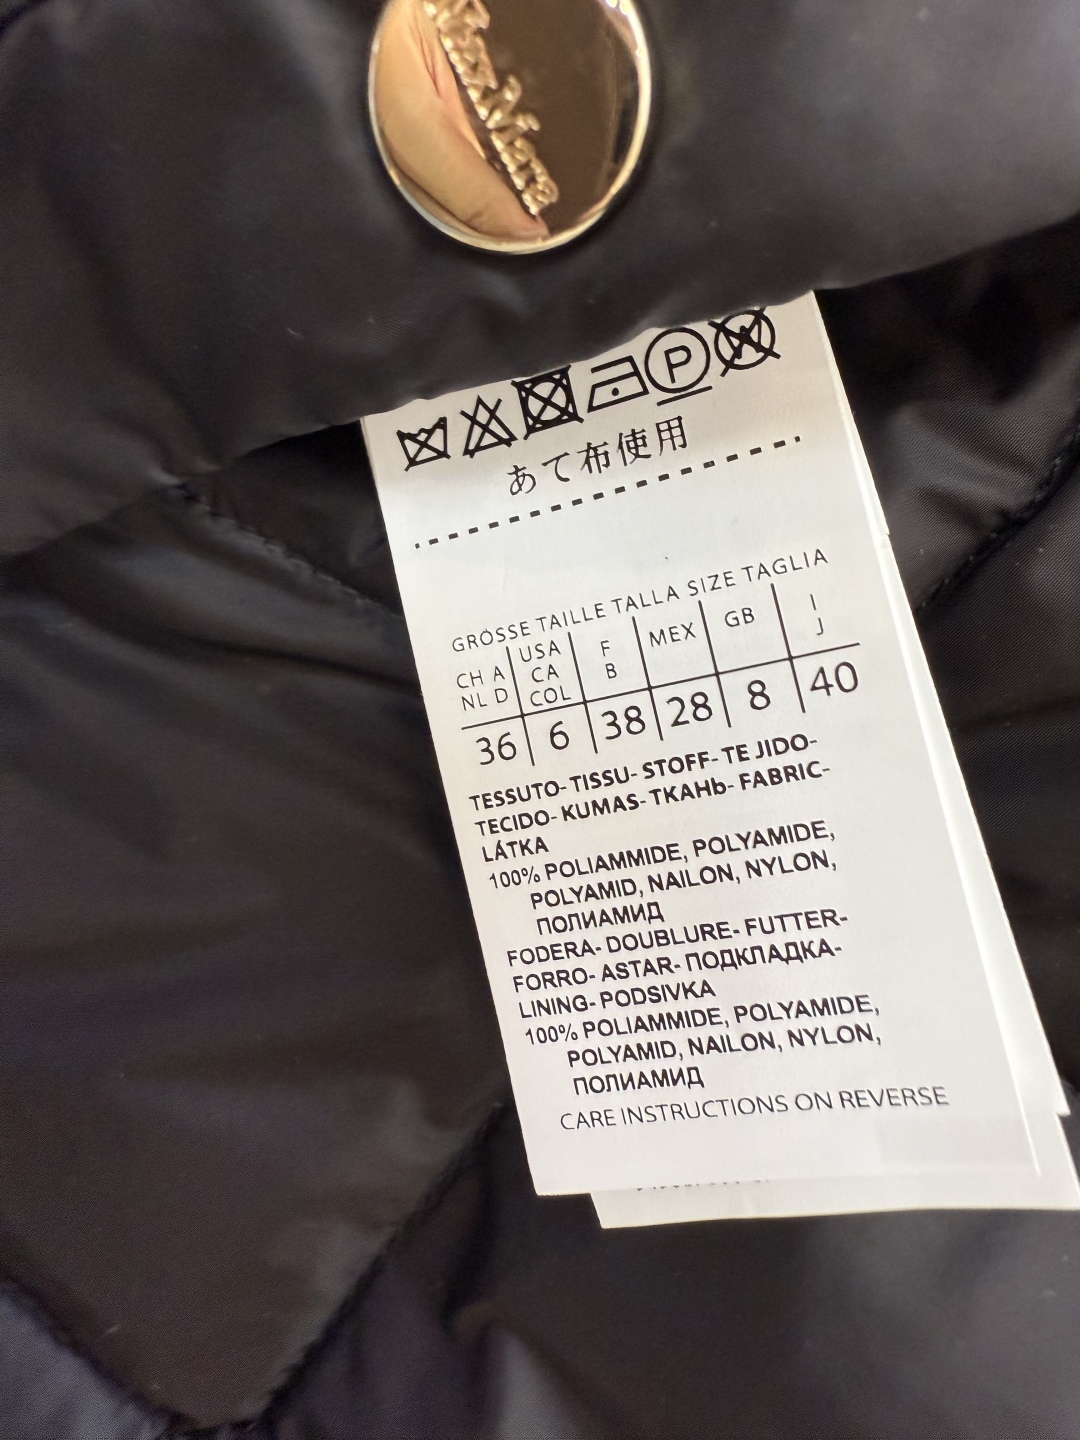 MaxMara
P
W
あて布使用
GRÖSSE TAILLE TALLA SIZE TAGLIA
CH A
NL D
USA
CA
COL
F
B
MEX
GB
I
J
36 6 38 28 8 40
TESSUTO- TISSU- STOFF- TE JIDO-
TECIDO- KUMAS- TKAHb- FABRIC-
LÁTKA
100% POLIAMMIDE, POLYAMIDE,
POLYAMID, NAILON, NYLON,
ПОЛИАМИД
FODERA- DOUBLURE- FUTTER-
FORRO- ASTAR- ПОДКЛАДКА-
LINING- PODSIVKA
100% POLIAMMIDE, POLYAMIDE,
POLYAMID, NAILON, NYLON,
ПОЛИАМИД
CARE INSTRUCTIONS ON REVERSE